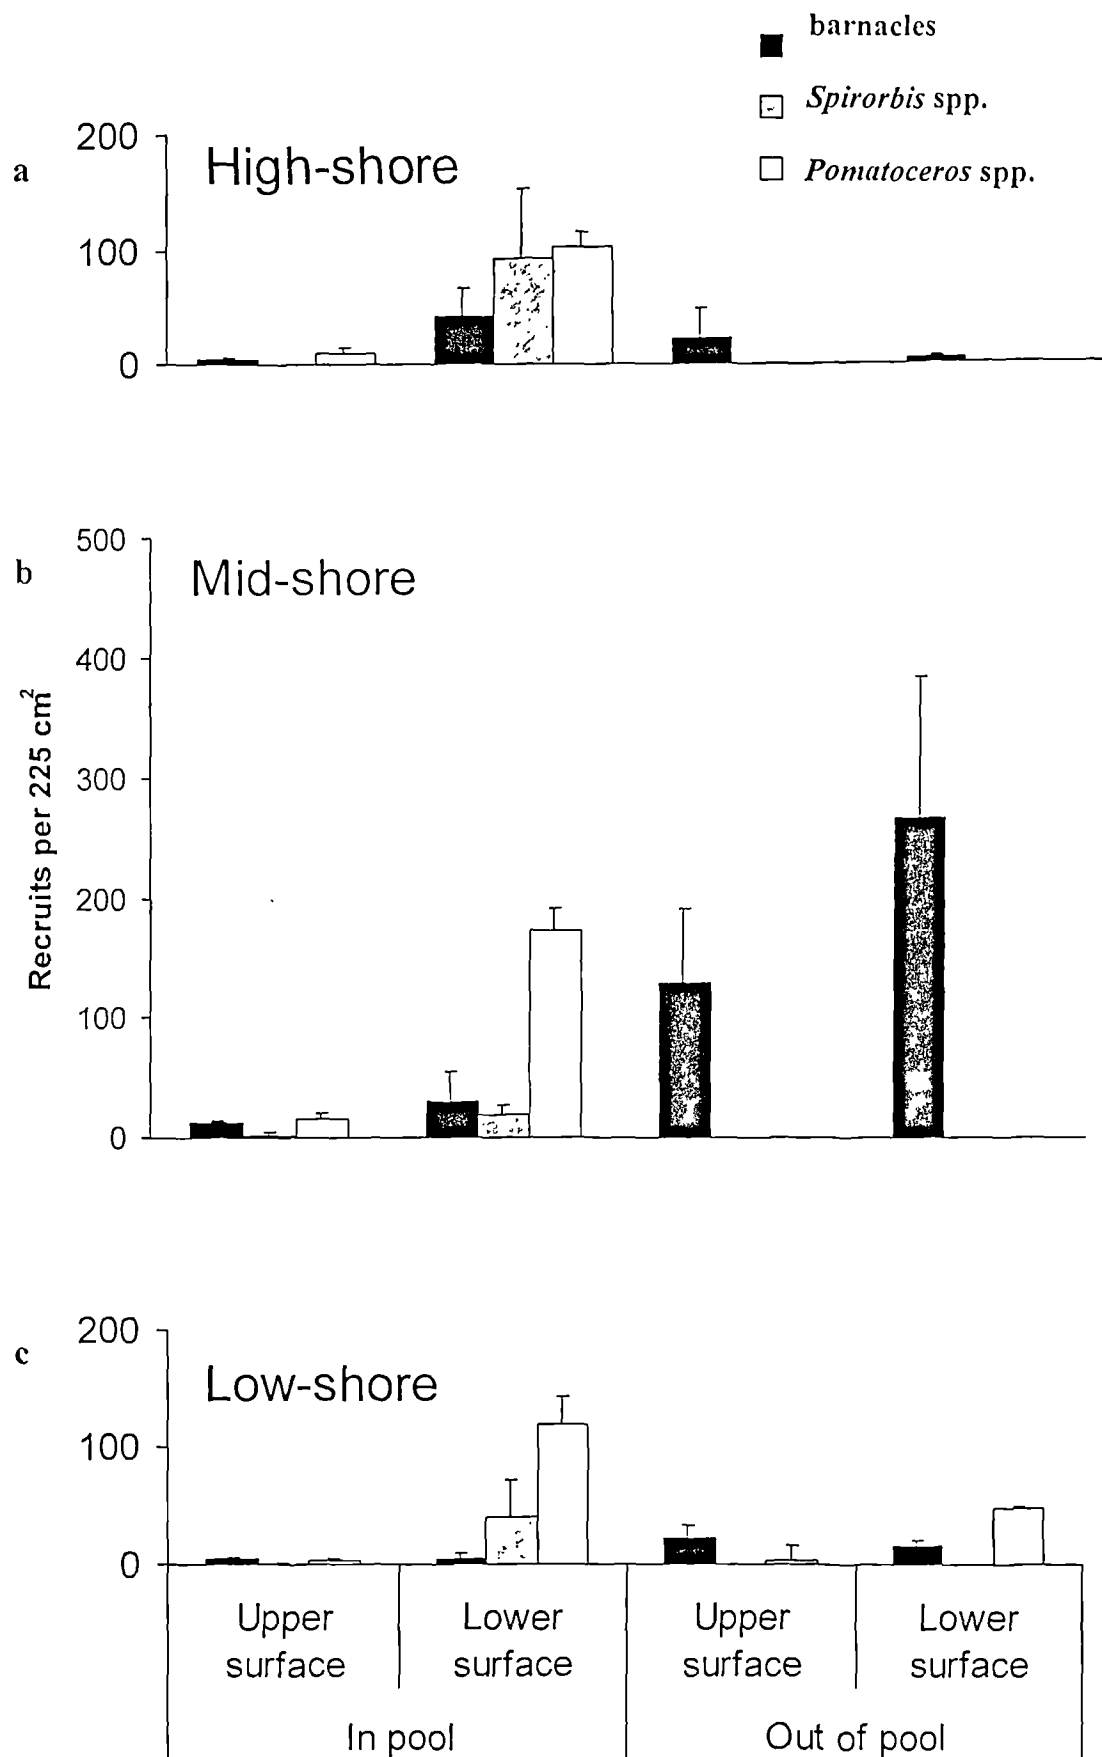 barnacles
Spirorbis spp.
Pomatoceros spp.
a
High-shore
200
100
0
b
Mid-shore
500
400
300
200
100
0
Recruits per 225 cm²
c
Low-shore
200
100
0
Upper surface
Lower surface
Upper surface
Lower surface
In pool
Out of pool